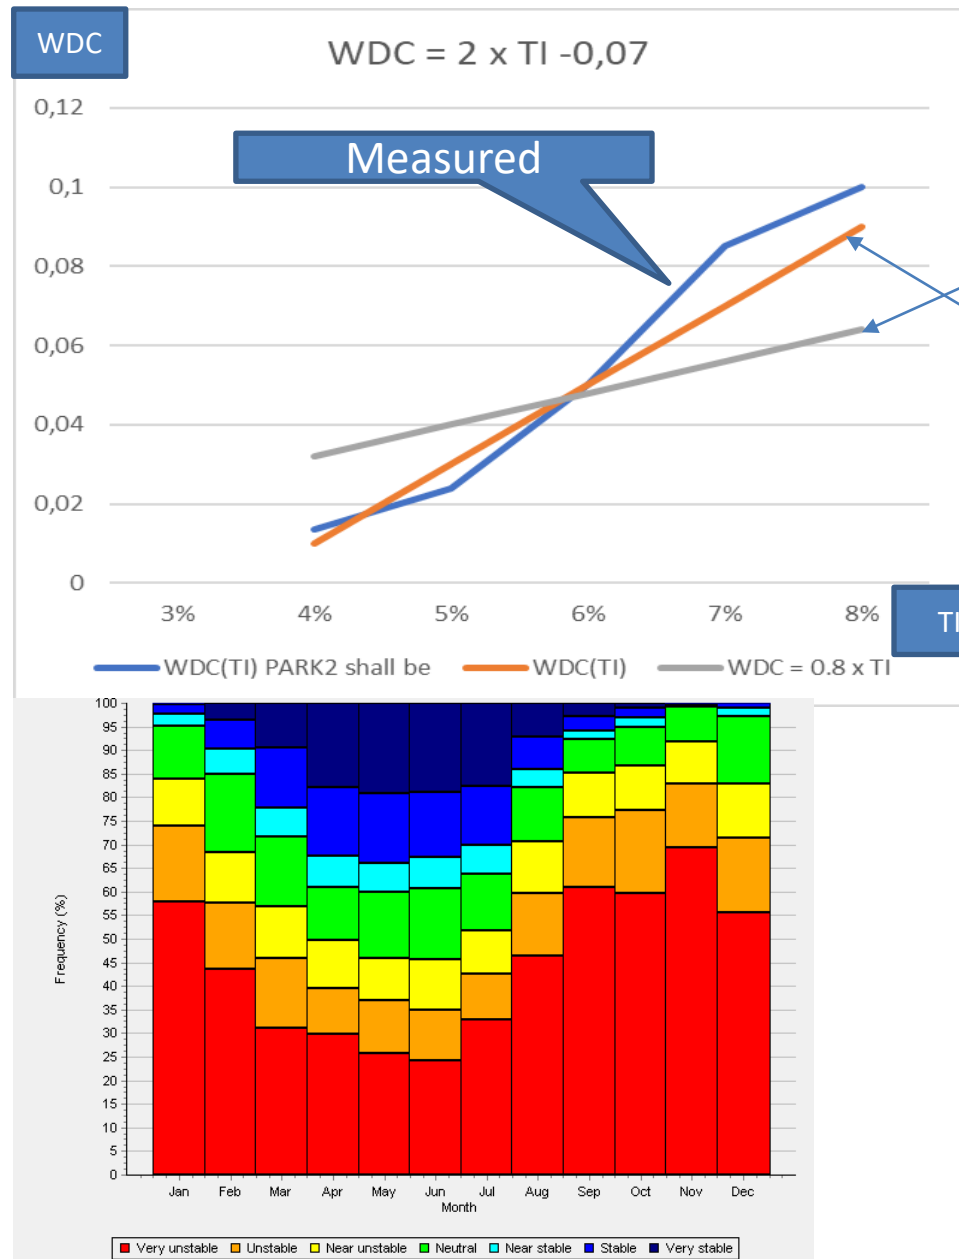 WDC
WDC = 2 x TI -0,07
0,12
Measured
0,1
0,08
0,06
0,04
0,02
0
3% 4% 5% 6% 7% 8%
TI
WDC(TI) PARK2 shall be WDC(TI) WDC = 0.8 x TI
100
95
90
85
80
75
70
65
60
55
50
45
40
35
30
25
20
15
10
5
0
Frequency (%)
Jan Feb Mar Apr May Jun Jul Aug Sep Oct Nov Dec
Month
Very unstable Unstable Near unstable Neutral Near stable Stable Very stable